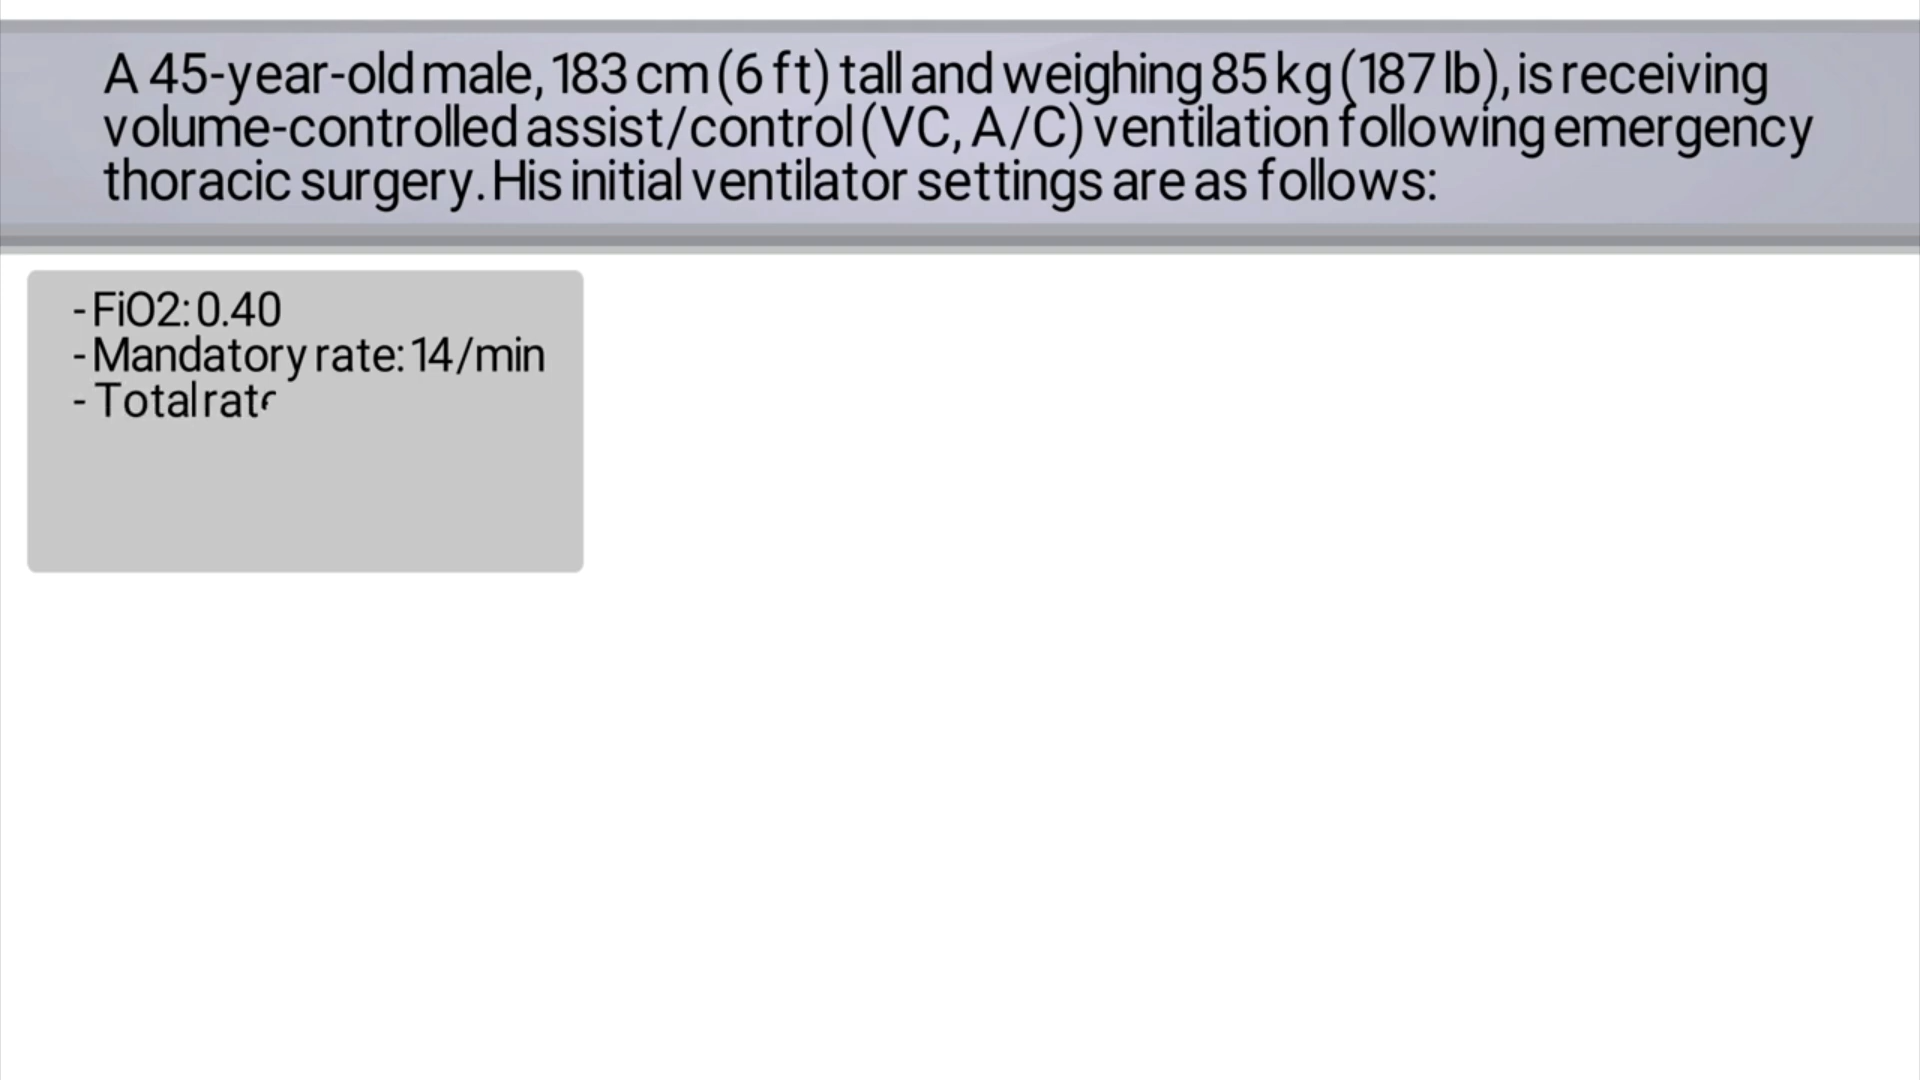 A 45-year-old male, 183 cm (6 ft) tall and weighing 85 kg (187 lb), is receiving
volume-controlled assist/control (VC, A/C) ventilation following emergency
thoracic surgery. His initial ventilator settings are as follows:
- FiO2: 0.40
- Mandatory rate: 14/min
- Total rate